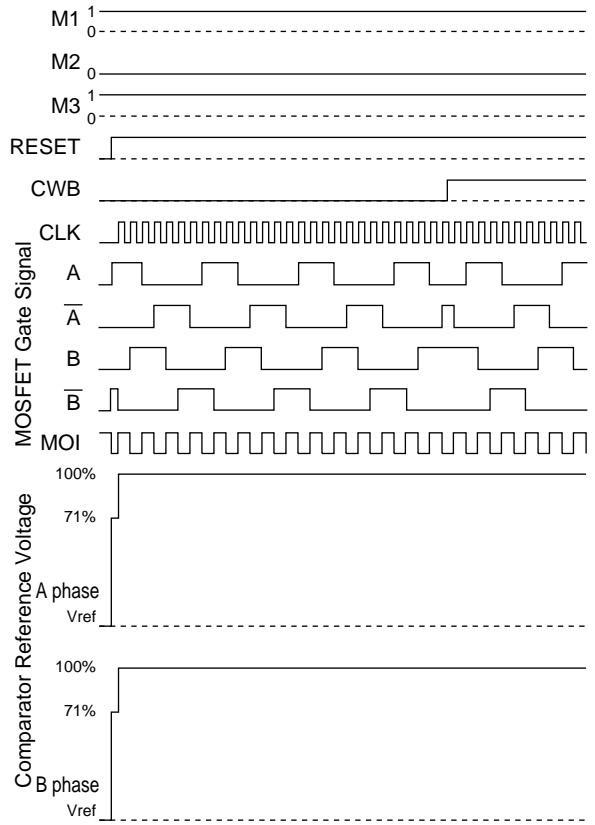 M1 1
0
M2 0
M3 1
0
RESET
CWB
CLK
MOSFET Gate Signal
A
A̅
B
B̅
MOI
Comparator Reference Voltage
100%
71%
A phase
Vref
100%
71%
B phase
Vref